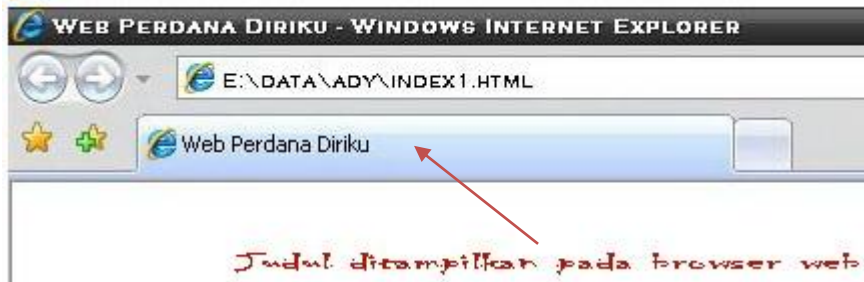 WEB PERDANA DIRIKU - WINDOWS INTERNET EXPLORER
E:\DATA\ADY\INDEX1.HTML
Web Perdana Diriku
Judul ditampilkan pada browser web